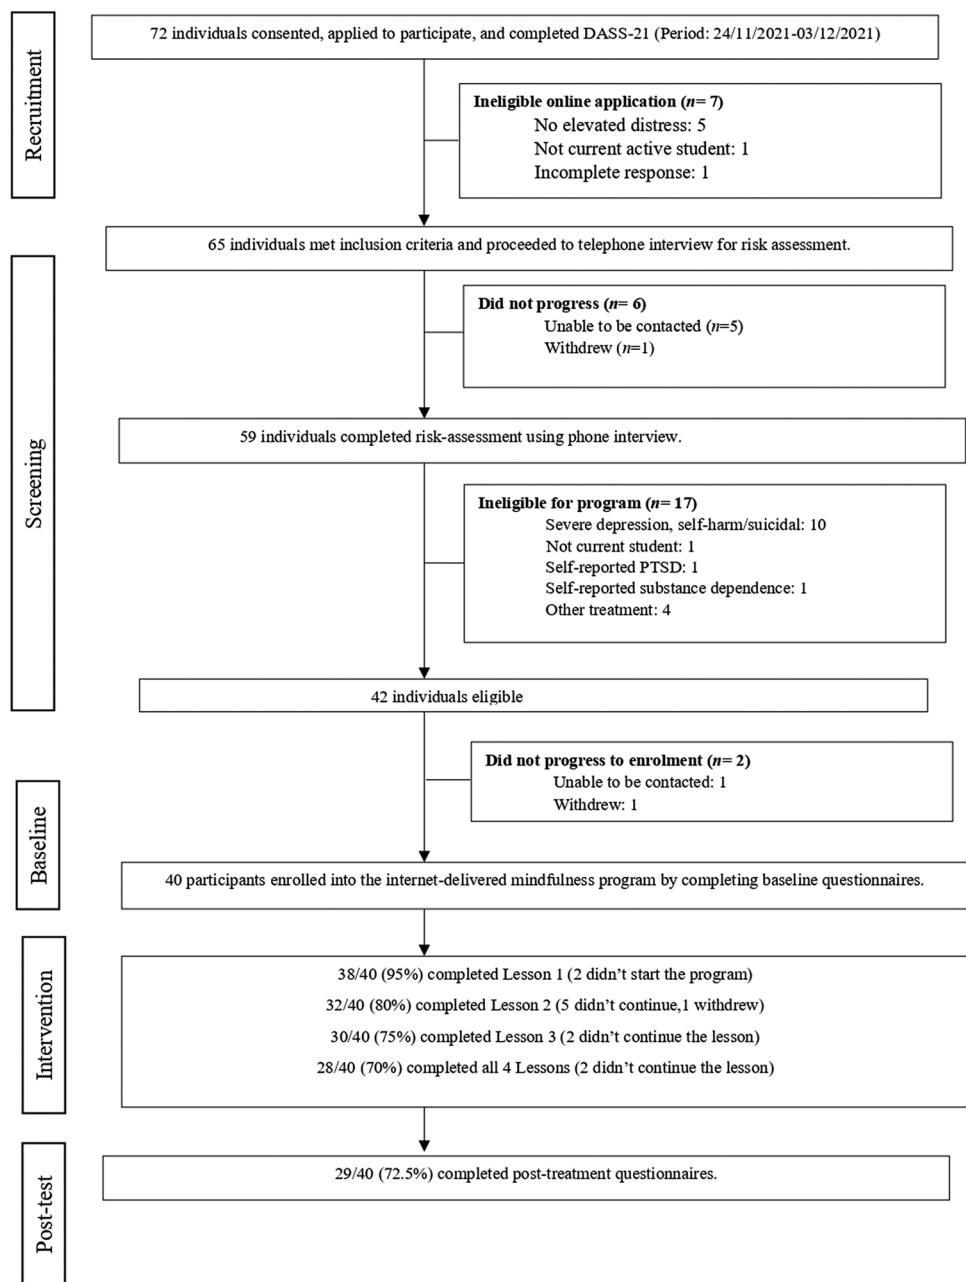 Recruitment
72 individuals consented, applied to participate, and completed DASS-21 (Period: 24/11/2021-03/12/2021)
Ineligible online application (n= 7)
No elevated distress: 5
Not current active student: 1
Incomplete response: 1
Screening
65 individuals met inclusion criteria and proceeded to telephone interview for risk assessment.
Did not progress (n= 6)
Unable to be contacted (n=5)
Withdrew (n=1)
59 individuals completed risk-assessment using phone interview.
Ineligible for program (n= 17)
Severe depression, self-harm/suicidal: 10
Not current student: 1
Self-reported PTSD: 1
Self-reported substance dependence: 1
Other treatment: 4
42 individuals eligible
Did not progress to enrolment (n= 2)
Unable to be contacted: 1
Withdrew: 1
Baseline
40 participants enrolled into the internet-delivered mindfulness program by completing baseline questionnaires.
Intervention
38/40 (95%) completed Lesson 1 (2 didn’t start the program)
32/40 (80%) completed Lesson 2 (5 didn’t continue,1 withdrew)
30/40 (75%) completed Lesson 3 (2 didn’t continue the lesson)
28/40 (70%) completed all 4 Lessons (2 didn’t continue the lesson)
Post-test
29/40 (72.5%) completed post-treatment questionnaires.